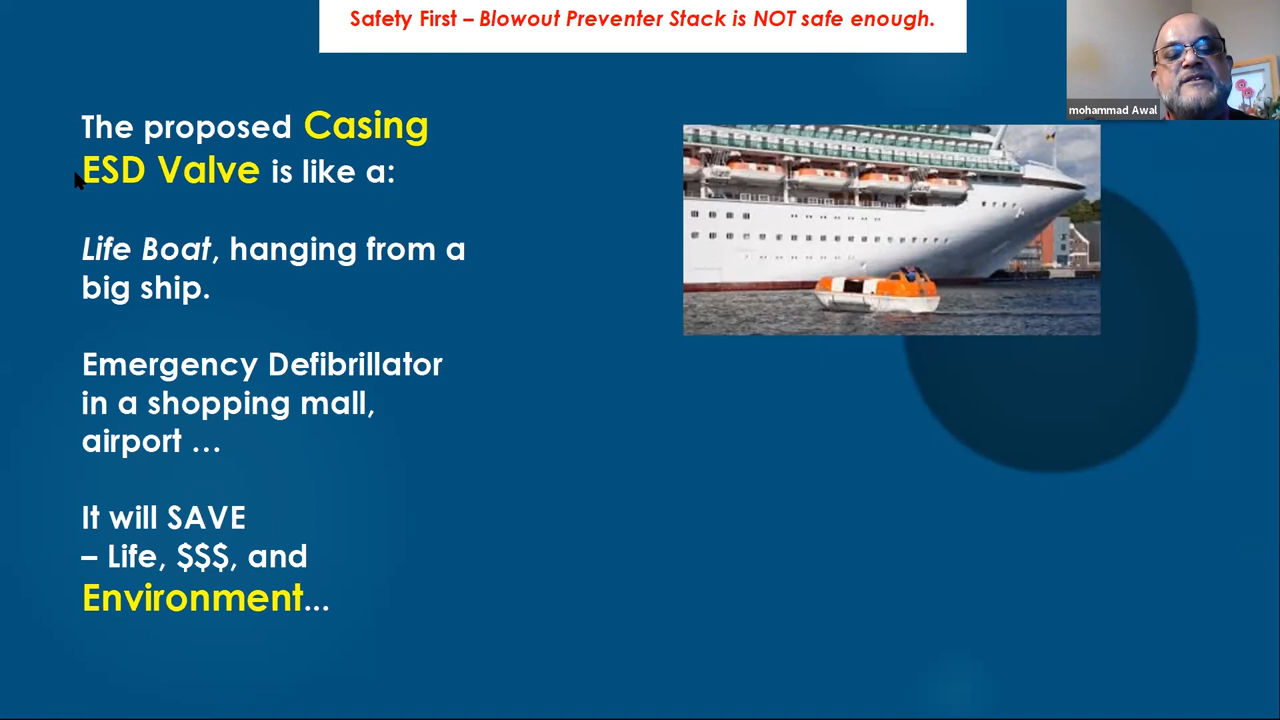 Safety First – Blowout Preventer Stack is NOT safe enough.
mohammad Awal
The proposed Casing
ESD Valve is like a:
Life Boat, hanging from a
big ship.
Emergency Defibrillator
in a shopping mall,
airport …
It will SAVE
– Life, $$$, and
Environment...